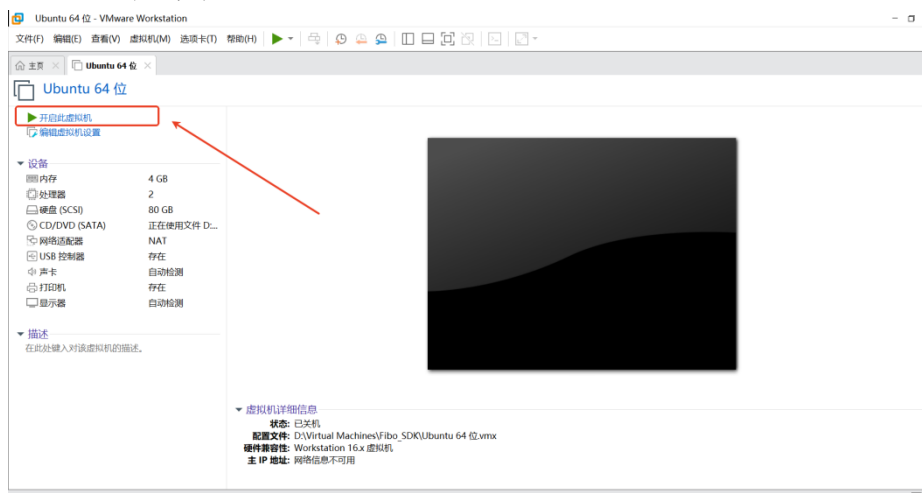 Ubuntu 64 位 - VMware Workstation
文件(F) 编辑(E) 查看(V) 虚拟机(M) 选项卡(T) 帮助(H)
主页 Ubuntu 64 位
Ubuntu 64 位
开启此虚拟机
编辑虚拟机设置
设备
内存 4 GB
处理器 2
硬盘 (SCSI) 80 GB
CD/DVD (SATA) 正在使用文件 D:...
网络适配器 NAT
USB 控制器 存在
声卡 自动检测
打印机 存在
显示器 自动检测
描述
在此处键入对该虚拟机的描述。
虚拟机详细信息
状态: 已关机
配置文件: D:\Virtual Machines\Fibo_SDK\Ubuntu 64 位.vmx
硬件兼容性: Workstation 16.x 虚拟机
主 IP 地址: 网络信息不可用